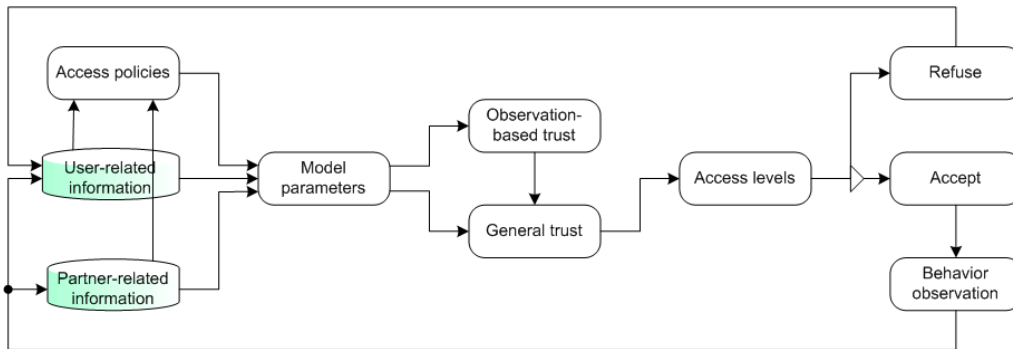 Access policies
Refuse
Observation-
based trust
User-related
information
Model
parameters
Access levels
Accept
General trust
Partner-related
information
Behavior
observation